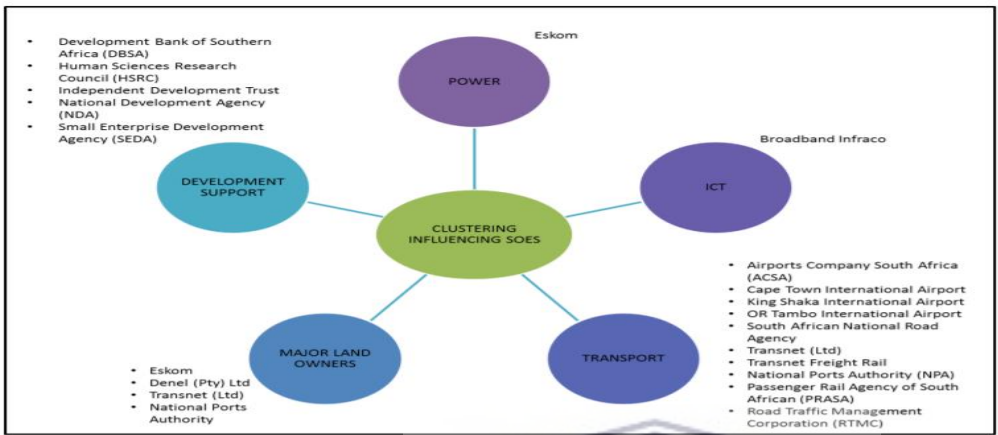 • Development Bank of Southern
Africa (DBSA)
• Human Sciences Research
Council (HSRC)
• Independent Development Trust
• National Development Agency
(NDA)
• Small Enterprise Development
Agency (SEDA)
Eskom
POWER
Broadband Infraco
DEVELOPMENT
SUPPORT
ICT
CLUSTERING
INFLUENCING SOES
MAJOR LAND
OWNERS
TRANSPORT
• Eskom
• Denel (Pty) Ltd
• Transnet (Ltd)
• National Ports
Authority
• Airports Company South Africa
(ACSA)
• Cape Town International Airport
• King Shaka International Airport
• OR Tambo International Airport
• South African National Road
Agency
• Transnet (Ltd)
• Transnet Freight Rail
• National Ports Authority (NPA)
• Passenger Rail Agency of South
African (PRASA)
• Road Traffic Management
Corporation (RTMC)